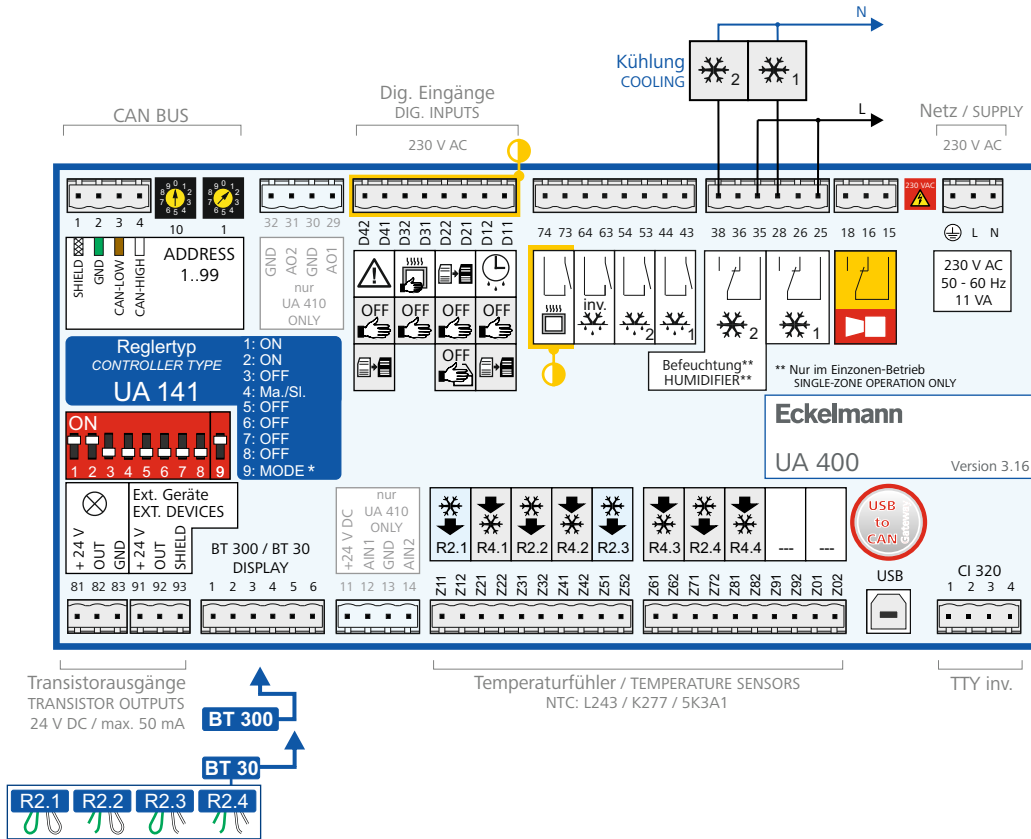 N
Kühlung
COOLING
2
1
L
CAN BUS
Dig. Eingänge
DIG. INPUTS
230 V AC
Netz / SUPPLY
230 V AC
1 2 3 4
10
1
32 31 30 29
D42 D41 D32 D31 D22 D21 D12 D11
74 73 64 63 54 53 44 43
38 36 35 28 26 25
18 16 15
230 VAC
L N
SHIELD
GND
CAN-LOW
CAN-HIGH
ADDRESS
1..99
GND
AO2
GND
AO1
nur
UA 410
ONLY
OFF OFF OFF OFF
OFF
inv.
2
1
2
1
230 V AC
50 - 60 Hz
11 VA
Befeuchtung**
HUMIDIFIER**
** Nur im Einzonen-Betrieb
SINGLE-ZONE OPERATION ONLY
Reglertyp
CONTROLLER TYPE
UA 141
1: ON
2: ON
3: OFF
4: Ma./Sl.
5: OFF
6: OFF
7: OFF
8: OFF
9: MODE *
ON
1 2 3 4 5 6 7 8 9
Eckelmann
UA 400
Version 3.16
+ 24 V
OUT
GND
Ext. Geräte
EXT. DEVICES
+ 24 V
OUT
SHIELD
BT 300 / BT 30
DISPLAY
nur
UA 410
ONLY
+24 V DC
AIN1
GND
AIN2
R2.1 R4.1 R2.2 R4.2 R2.3
R4.3 R2.4 R4.4 --- ---
USB
to
CAN
Gateway
USB
CI 320
Z11 Z12 Z21 Z22 Z31 Z32 Z41 Z42 Z51 Z52
Z61 Z62 Z71 Z72 Z81 Z82 Z91 Z92 Z01 Z02
81 82 83 91 92 93
1 2 3 4 5 6
11 12 13 14
1 2 3 4
Transistorausgänge
TRANSISTOR OUTPUTS
24 V DC / max. 50 mA
Temperaturfühler / TEMPERATURE SENSORS
NTC: L243 / K277 / 5K3A1
TTY inv.
BT 300
BT 30
R2.1 R2.2 R2.3 R2.4